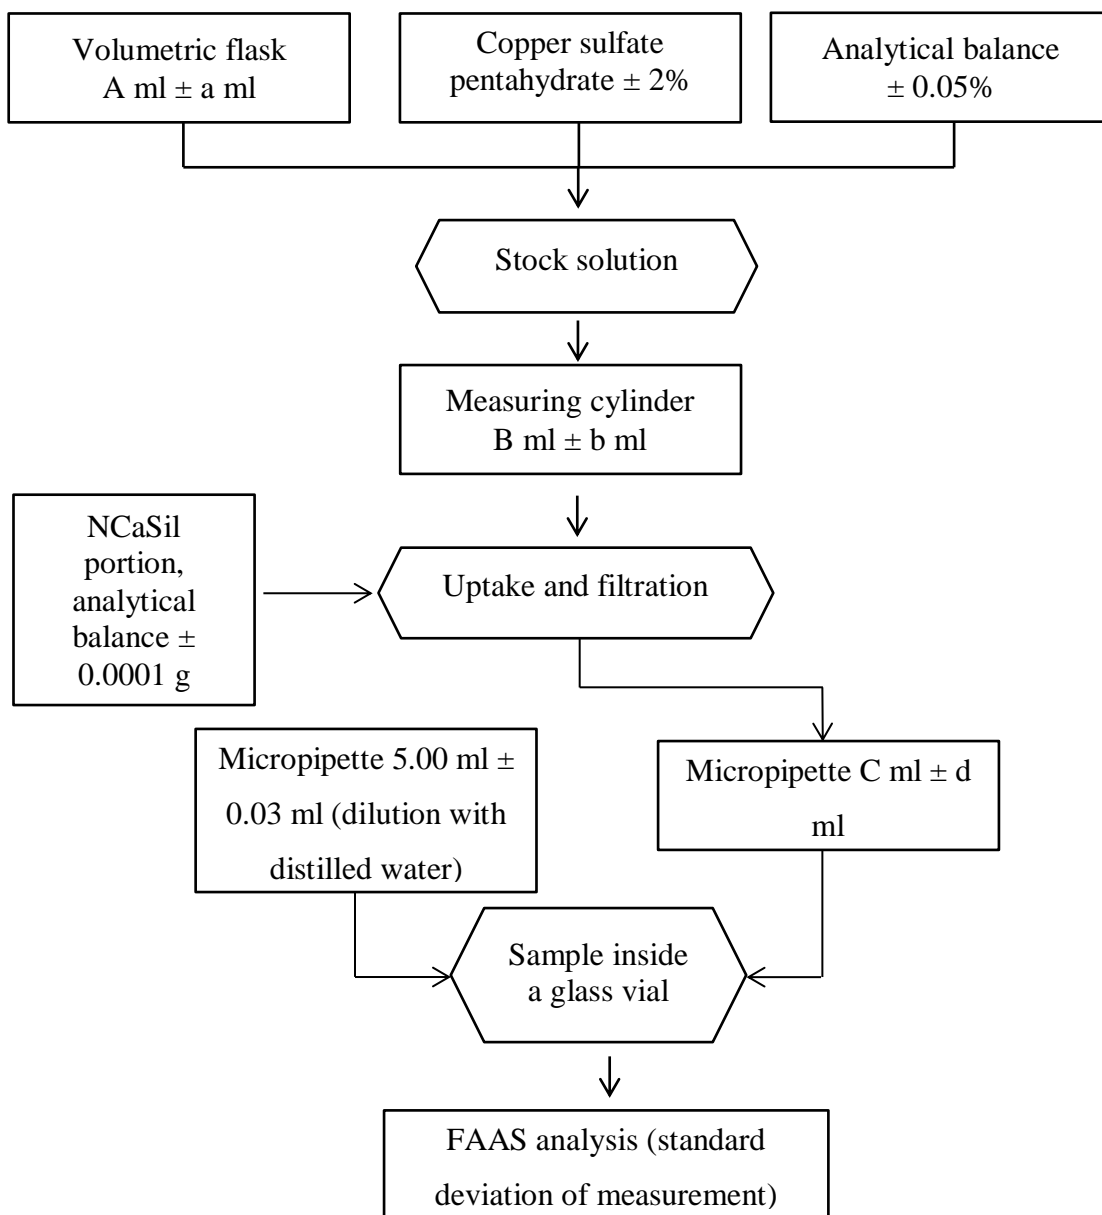 Volumetric flask
A ml ± a ml
Copper sulfate
pentahydrate ± 2%
Analytical balance
± 0.05%
Stock solution
Measuring cylinder
B ml ± b ml
NCaSil
portion,
analytical
balance ±
0.0001 g
Uptake and filtration
Micropipette 5.00 ml ±
0.03 ml (dilution with
distilled water)
Micropipette C ml ± d
ml
Sample inside
a glass vial
FAAS analysis (standard
deviation of measurement)